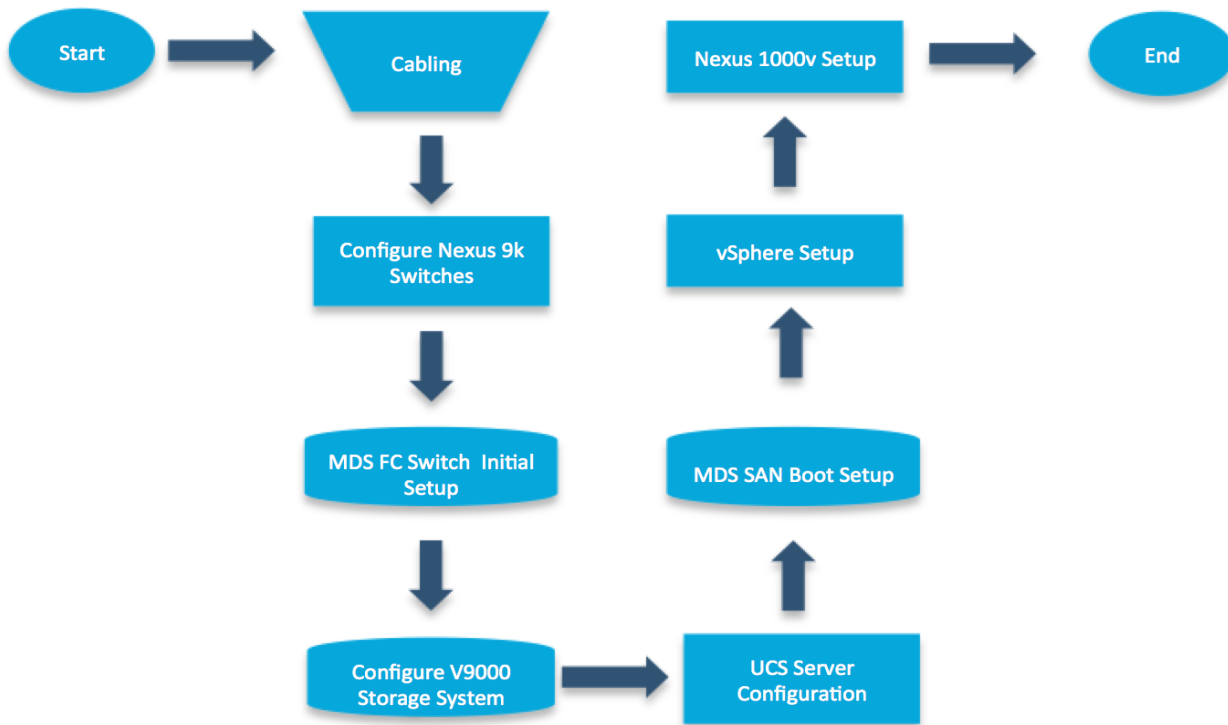 Start
Cabling
Configure Nexus 9k
Switches
MDS FC Switch Initial
Setup
Configure V9000
Storage System
UCS Server
Configuration
MDS SAN Boot Setup
vSphere Setup
Nexus 1000v Setup
End